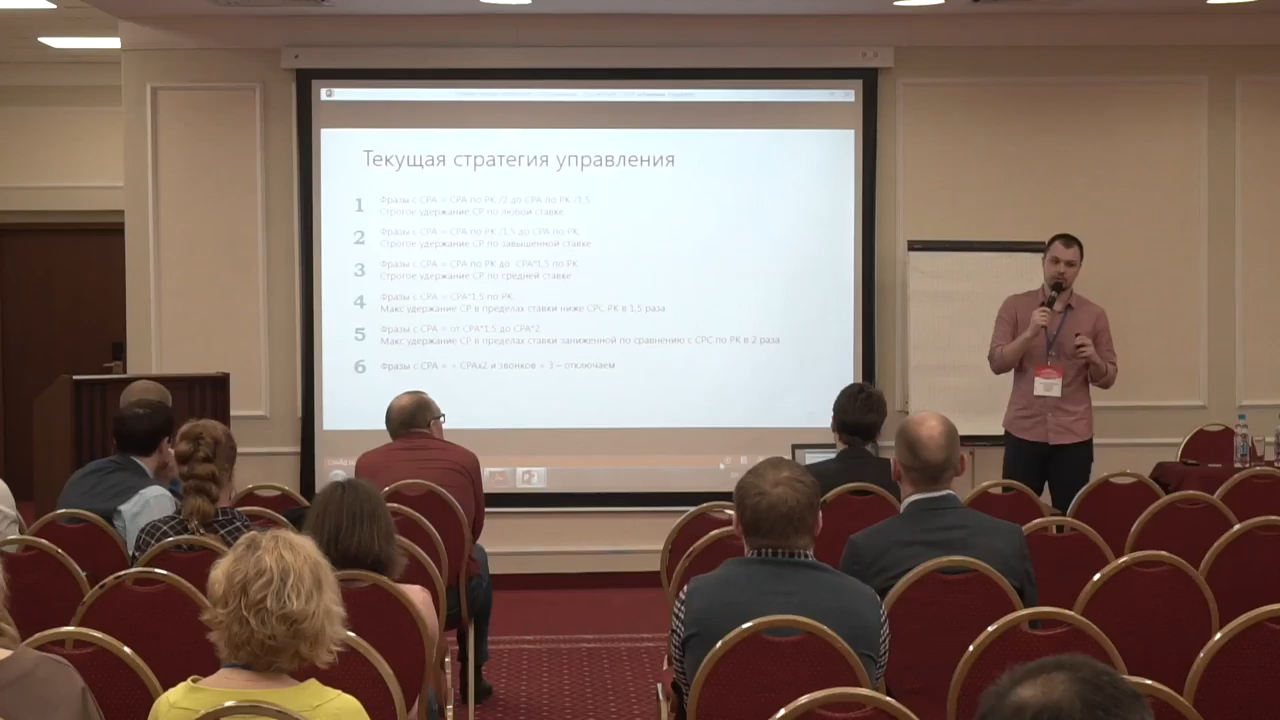 Текущая стратегия управления
1
Фразы с CPA = CPA по РК /2 до CPA по РК /1,5
Строгое удержание СР по любой ставке
2
Фразы с CPA = CPA по РК /1,5 до CPA по РК.
Строгое удержание СР по завышенной ставке
3
Фразы с CPA = CPA по РК до CPA*1,5 по РК
Строгое удержание СР по средней ставке
4
Фразы с CPA = CPA*1,5 по РК.
Макс удержание СР в пределах ставки ниже CPC РК в 1,5 раза
5
Фразы с CPA = от CPA*1,5 до CPA*2.
Макс удержание СР в пределах ставки заниженной по сравнению с CPC по РК в 2 раза
6
Фразы с CPA = > CPAx2 и звонков = 3 – отключаем